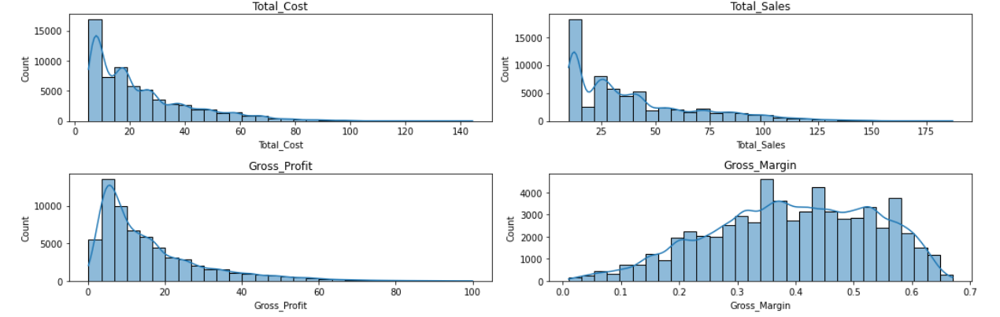 Total_Cost
Count
15000
10000
5000
0
0 20 40 60 80 100 120 140
Total_Cost
Total_Sales
Count
15000
10000
5000
0
25 50 75 100 125 150 175
Total_Sales
Gross_Profit
Count
10000
5000
0
0 20 40 60 80 100
Gross_Profit
Gross_Margin
Count
4000
3000
2000
1000
0
0.0 0.1 0.2 0.3 0.4 0.5 0.6 0.7
Gross_Margin